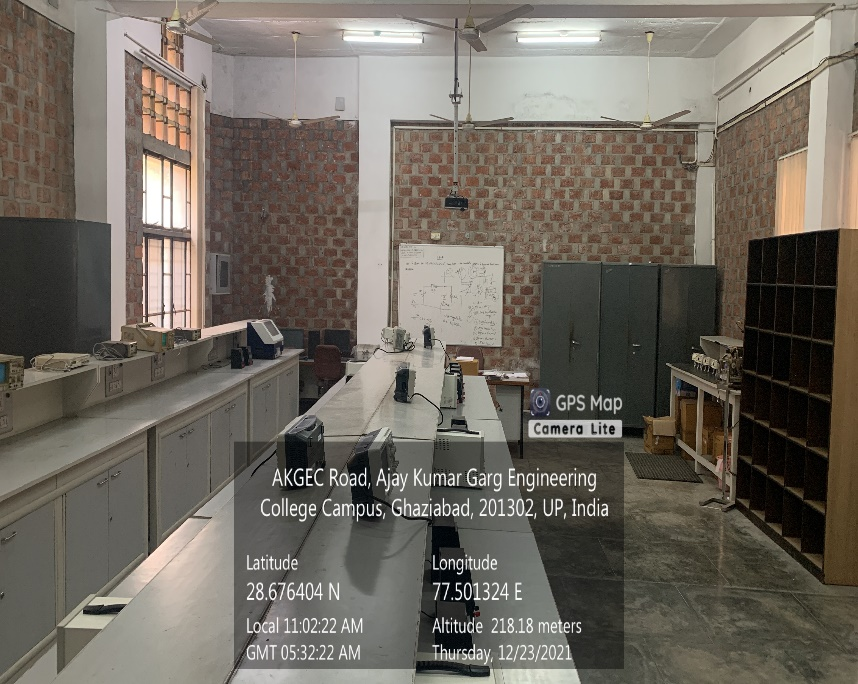 GPS Map
Camera Lite
AKGEC Road, Ajay Kumar Garg Engineering
College Campus, Ghaziabad, 201302, UP, India
Latitude
28.676404 N
Longitude
77.501324 E
Local 11:02:22 AM
GMT 05:32:22 AM
Altitude 218.18 meters
Thursday, 12/23/2021